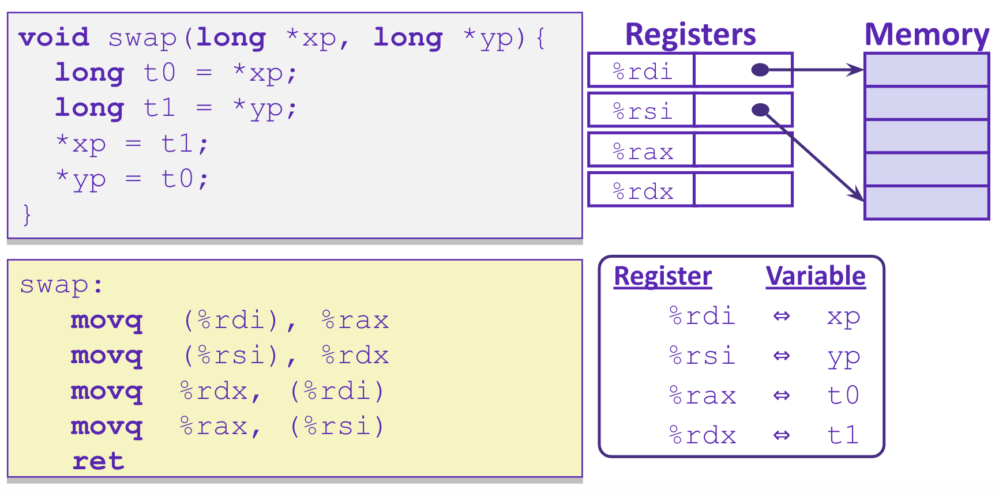 void swap(long *xp, long *yp){
long t0 = *xp;
long t1 = *yp;
*xp = t1;
*yp = t0;
}
swap:
movq (%rdi), %rax
movq (%rsi), %rdx
movq %rdx, (%rdi)
movq %rax, (%rsi)
ret
Registers Memory
%rdi
%rsi
%rax
%rdx
Register Variable
%rdi ⇔ xp
%rsi ⇔ yp
%rax ⇔ t0
%rdx ⇔ t1